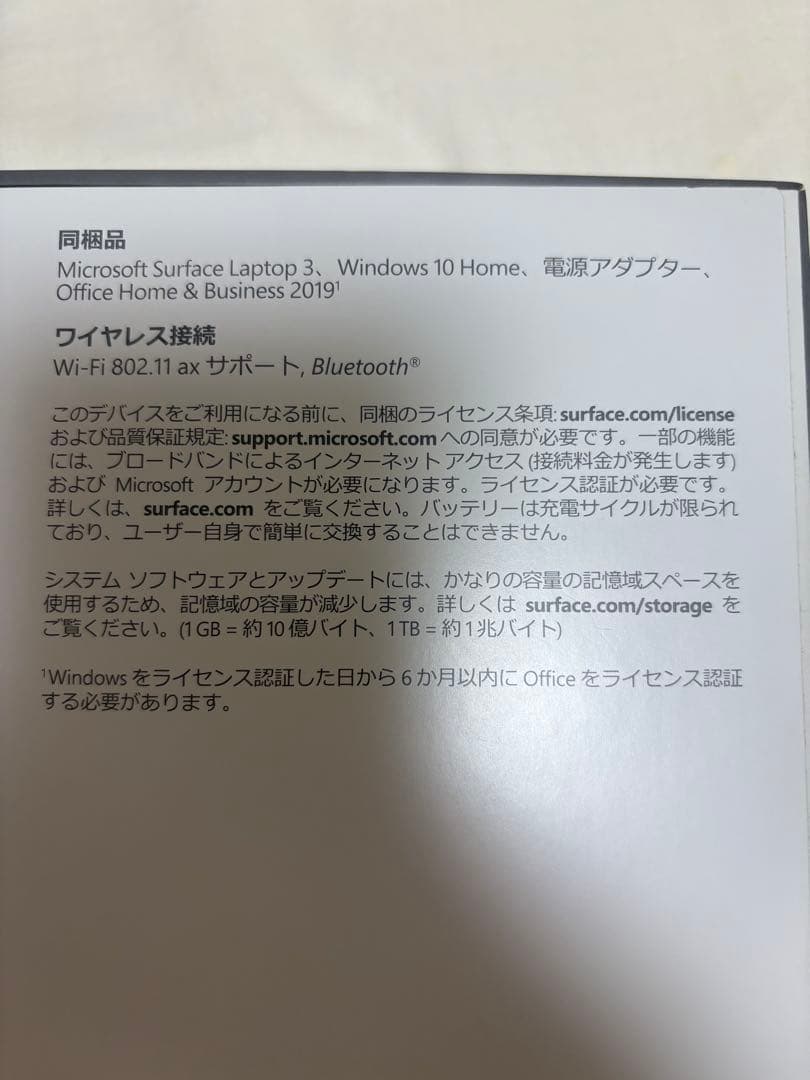 同梱品
Microsoft Surface Laptop 3、Windows 10 Home、電源アダプター、
Office Home & Business 2019¹
ワイヤレス接続
Wi-Fi 802.11 ax サポート, Bluetooth®
このデバイスをご利用になる前に、同梱のライセンス条項: surface.com/license
および品質保証規定: support.microsoft.com への同意が必要です。一部の機能
には、ブロードバンドによるインターネット アクセス (接続料金が発生します)
および Microsoft アカウントが必要になります。ライセンス認証が必要です。
詳しくは、surface.com をご覧ください。バッテリーは充電サイクルが限られ
ており、ユーザー自身で簡単に交換することはできません。
システム ソフトウェアとアップデートには、かなりの容量の記憶域スペースを
使用するため、記憶域の容量が減少します。詳しくは surface.com/storage を
ご覧ください。(1 GB = 約 10 億バイト、1 TB = 約 1 兆バイト)
¹Windows をライセンス認証した日から 6 か月以内に Office をライセンス認証
する必要があります。